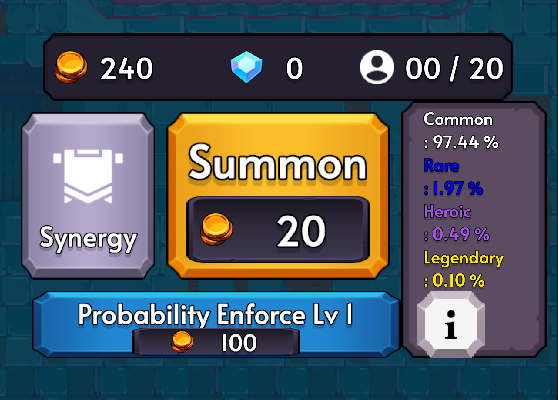 240
0
00 / 20
Synergy
Summon
20
Probability Enforce Lv 1
100
Common
: 97.44 %
Rare
: 1.97 %
Heroic
: 0.49 %
Legendary
: 0.10 %
i